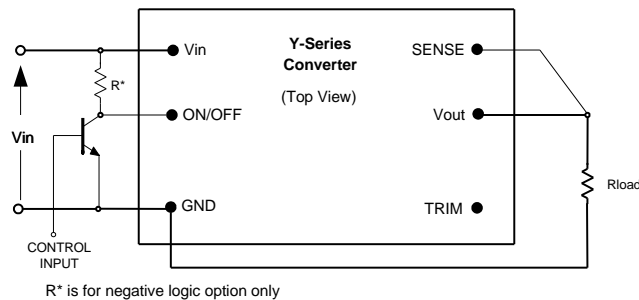 Y-Series
Converter
(Top View)
Vin
SENSE
R*
ON/OFF
Vout
Vin
Rload
GND
TRIM
CONTROL
INPUT
R* is for negative logic option only